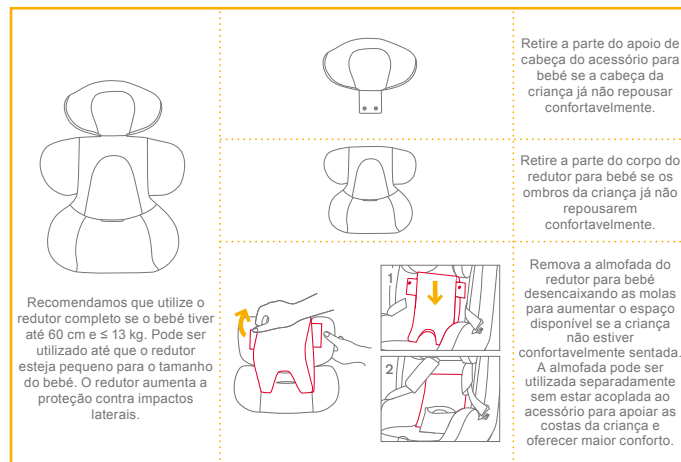 Recomendamos que utilize o
redutor completo se o bebé tiver
até 60 cm e ≤ 13 kg. Pode ser
utilizado até que o redutor
esteja pequeno para o tamanho
do bebé. O redutor aumenta a
proteção contra impactos
laterais.
Retire a parte do apoio de
cabeça do acessório para
bebé se a cabeça da
criança já não repousar
confortavelmente.
Retire a parte do corpo do
redutor para bebé se os
ombros da criança já não
repousarem
confortavelmente.
1
2
Remova a almofada do
redutor para bebé
desencaixando as molas
para aumentar o espaço
disponível se a criança
não estiver
confortavelmente sentada.
A almofada pode ser
utilizada separadamente
sem estar acoplada ao
acessório para apoiar as
costas da criança e
oferecer maior conforto.